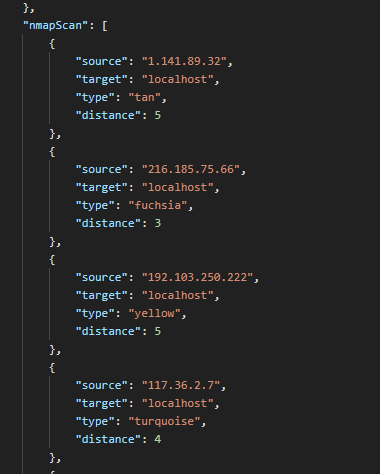 },
"nmapScan": [
{
"source": "1.141.89.32",
"target": "localhost",
"type": "tan",
"distance": 5
},
{
"source": "216.185.75.66",
"target": "localhost",
"type": "fuchsia",
"distance": 3
},
{
"source": "192.103.250.222",
"target": "localhost",
"type": "yellow",
"distance": 5
},
{
"source": "117.36.2.7",
"target": "localhost",
"type": "turquoise",
"distance": 4
},